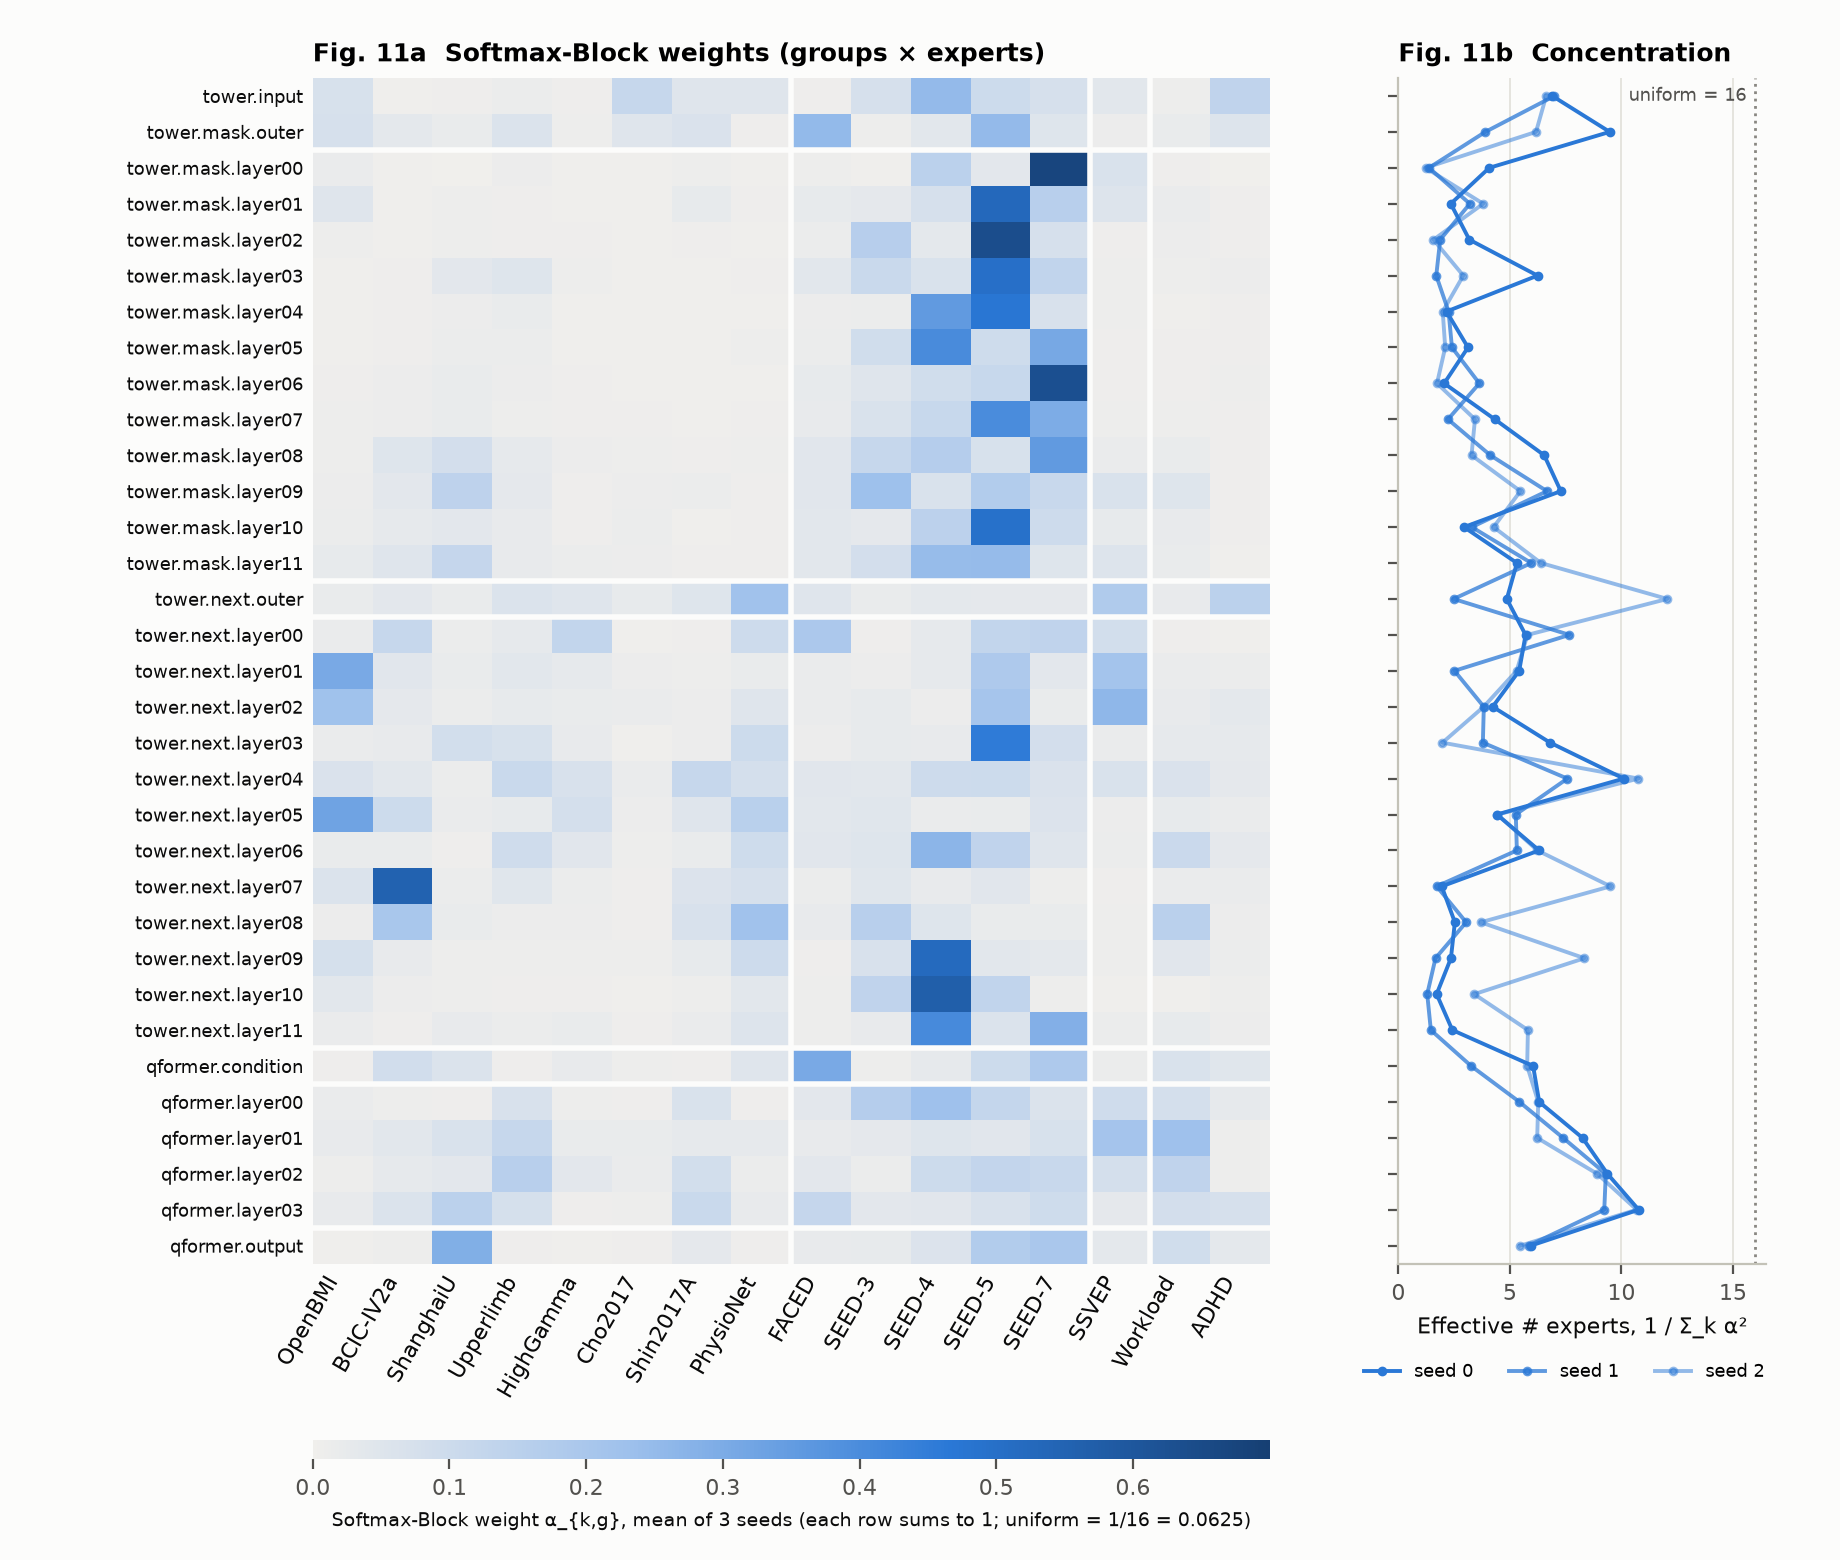 Fig. 11a  Softmax-Block weights (groups × experts)
tower.input
tower.mask.outer
tower.mask.layer00
tower.mask.layer01
tower.mask.layer02
tower.mask.layer03
tower.mask.layer04
tower.mask.layer05
tower.mask.layer06
tower.mask.layer07
tower.mask.layer08
tower.mask.layer09
tower.mask.layer10
tower.mask.layer11
tower.next.outer
tower.next.layer00
tower.next.layer01
tower.next.layer02
tower.next.layer03
tower.next.layer04
tower.next.layer05
tower.next.layer06
tower.next.layer07
tower.next.layer08
tower.next.layer09
tower.next.layer10
tower.next.layer11
qformer.condition
qformer.layer00
qformer.layer01
qformer.layer02
qformer.layer03
qformer.output
OpenBMI
BCIC-IV2a
ShanghaiU
Upperlimb
HighGamma
Cho2017
Shin2017A
PhysioNet
FACED
SEED-3
SEED-4
SEED-5
SEED-7
SSVEP
Workload
ADHD
0.0 0.1 0.2 0.3 0.4 0.5 0.6
Softmax-Block weight α_{k,g}, mean of 3 seeds (each row sums to 1; uniform = 1/16 = 0.0625)
Fig. 11b  Concentration
uniform = 16
0 5 10 15
Effective # experts, 1 / Σ_k α²
seed 0 seed 1 seed 2